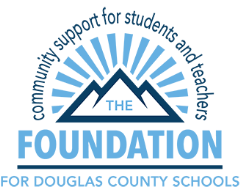 community support for students and teachers
THE
FOUNDATION
FOR DOUGLAS COUNTY SCHOOLS